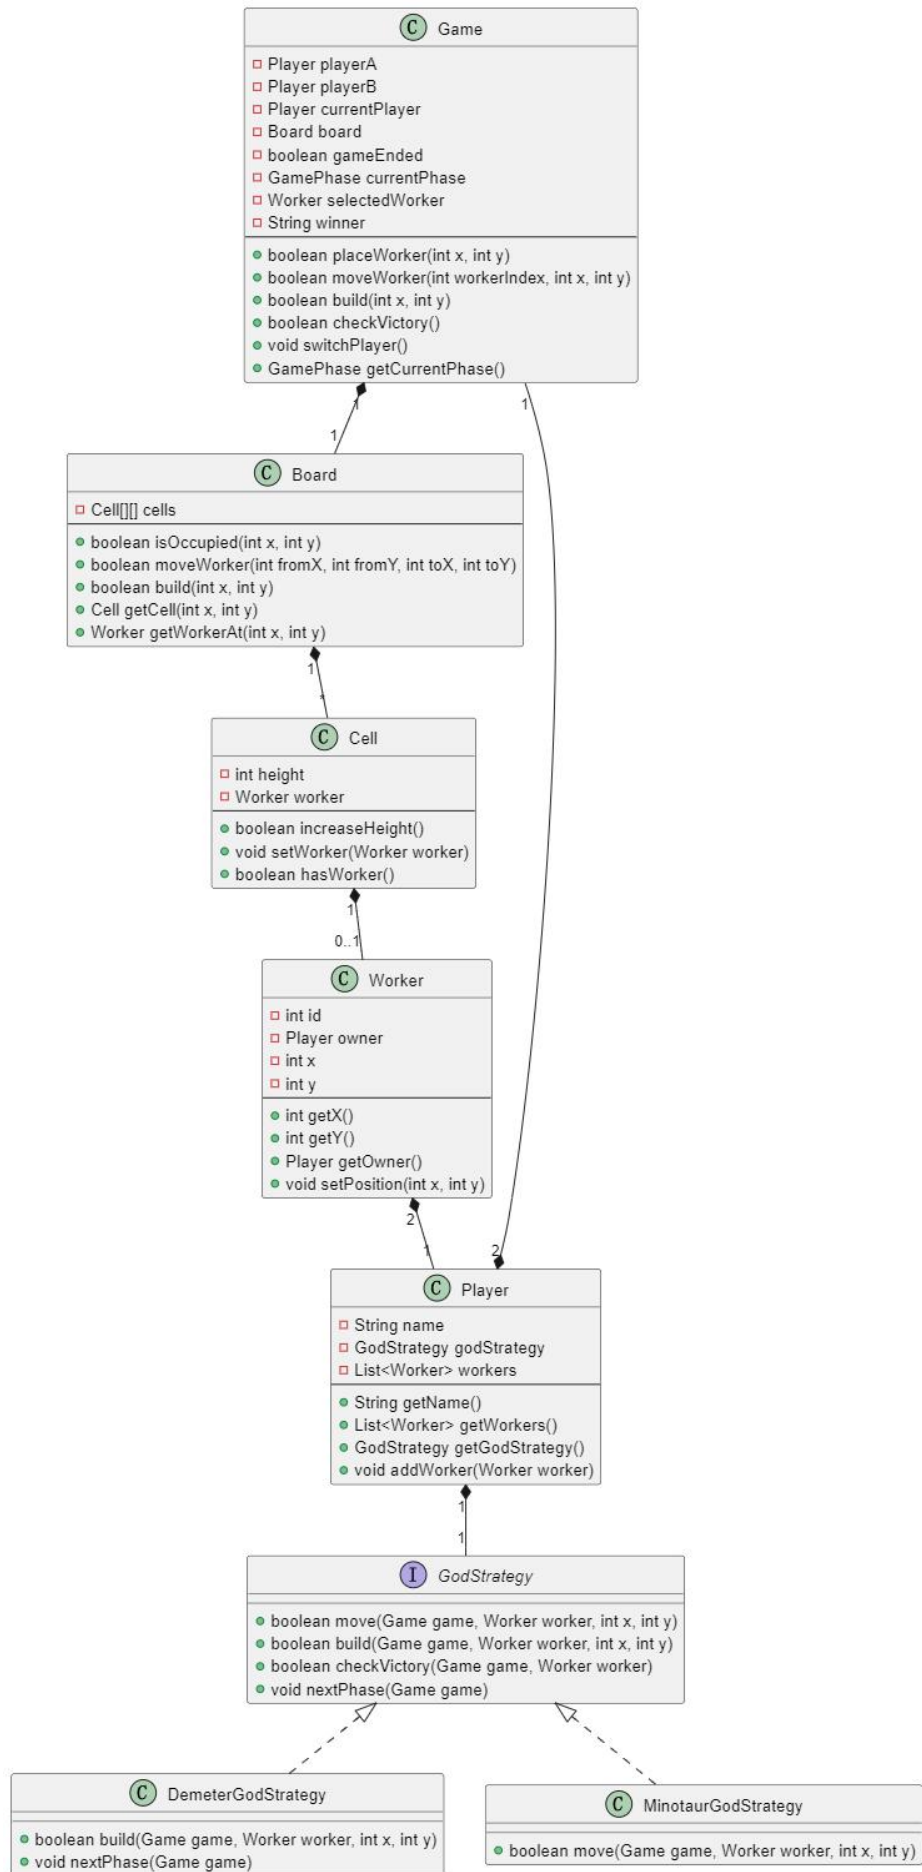 C Game
Player playerA
Player playerB
Player currentPlayer
Board board
boolean gameEnded
GamePhase currentPhase
Worker selectedWorker
String winner
boolean placeWorker(int x, int y)
boolean moveWorker(int workerIndex, int x, int y)
boolean build(int x, int y)
boolean checkVictory()
void switchPlayer()
GamePhase getCurrentPhase()
1 1
1
C Board
Cell[][] cells
boolean isOccupied(int x, int y)
boolean moveWorker(int fromX, int fromY, int toX, int toY)
boolean build(int x, int y)
Cell getCell(int x, int y)
Worker getWorkerAt(int x, int y)
1
*
C Cell
int height
Worker worker
boolean increaseHeight()
void setWorker(Worker worker)
boolean hasWorker()
1
0..1
C Worker
int id
Player owner
int x
int y
int getX()
int getY()
Player getOwner()
void setPosition(int x, int y)
2
1 2
C Player
String name
GodStrategy godStrategy
List<Worker> workers
String getName()
List<Worker> getWorkers()
GodStrategy getGodStrategy()
void addWorker(Worker worker)
1
1
I GodStrategy
boolean move(Game game, Worker worker, int x, int y)
boolean build(Game game, Worker worker, int x, int y)
boolean checkVictory(Game game, Worker worker)
void nextPhase(Game game)
C DemeterGodStrategy
boolean build(Game game, Worker worker, int x, int y)
void nextPhase(Game game)
C MinotaurGodStrategy
boolean move(Game game, Worker worker, int x, int y)